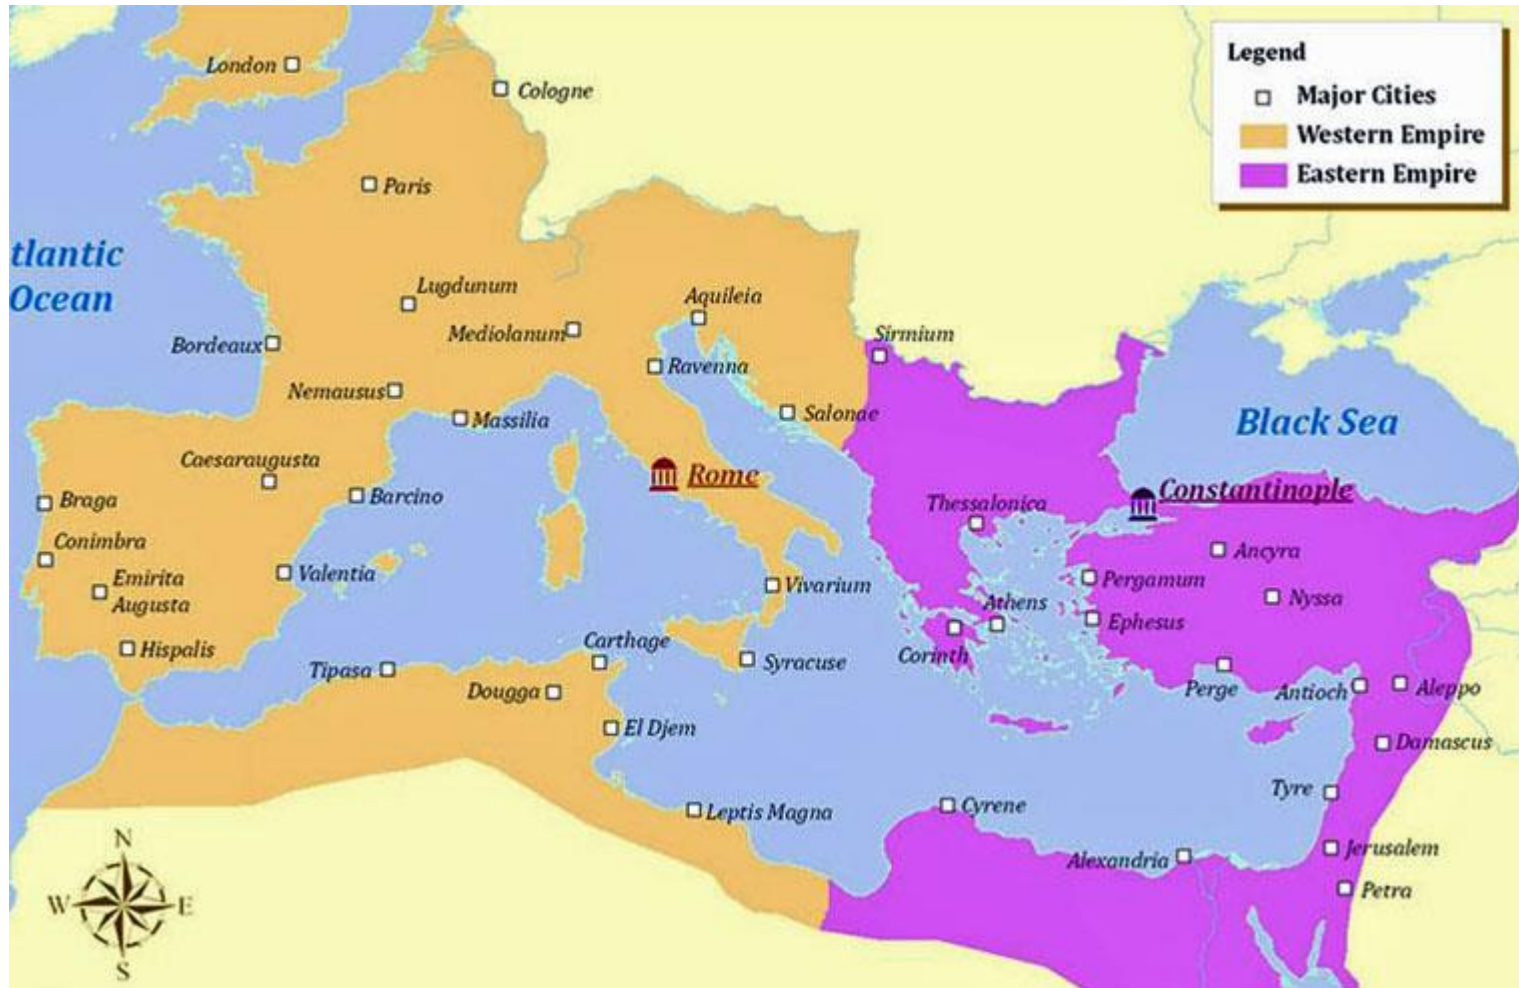 Legend
Major Cities
Western Empire
Eastern Empire
London
Cologne
Paris
tlantic
Ocean
Lugdunum
Bordeaux
Mediolanum
Aquileia
Sirmium
Ravenna
Nemausus
Massilia
Salonae
Black Sea
Caesaraugusta
Barcino
Rome
Braga
Constantinople
Thessalonica
Conimbra
Ancyra
Emirita
Augusta
Valentia
Vivarium
Pergamum
Nyssa
Athens
Ephesus
Hispalis
Carthage
Corinth
Tipasa
Syracuse
Dougga
Perge
Antioch
Aleppo
El Djem
Damascus
Tyre
Leptis Magna
Cyrene
Alexandria
Jerusalem
Petra
N
W
E
S